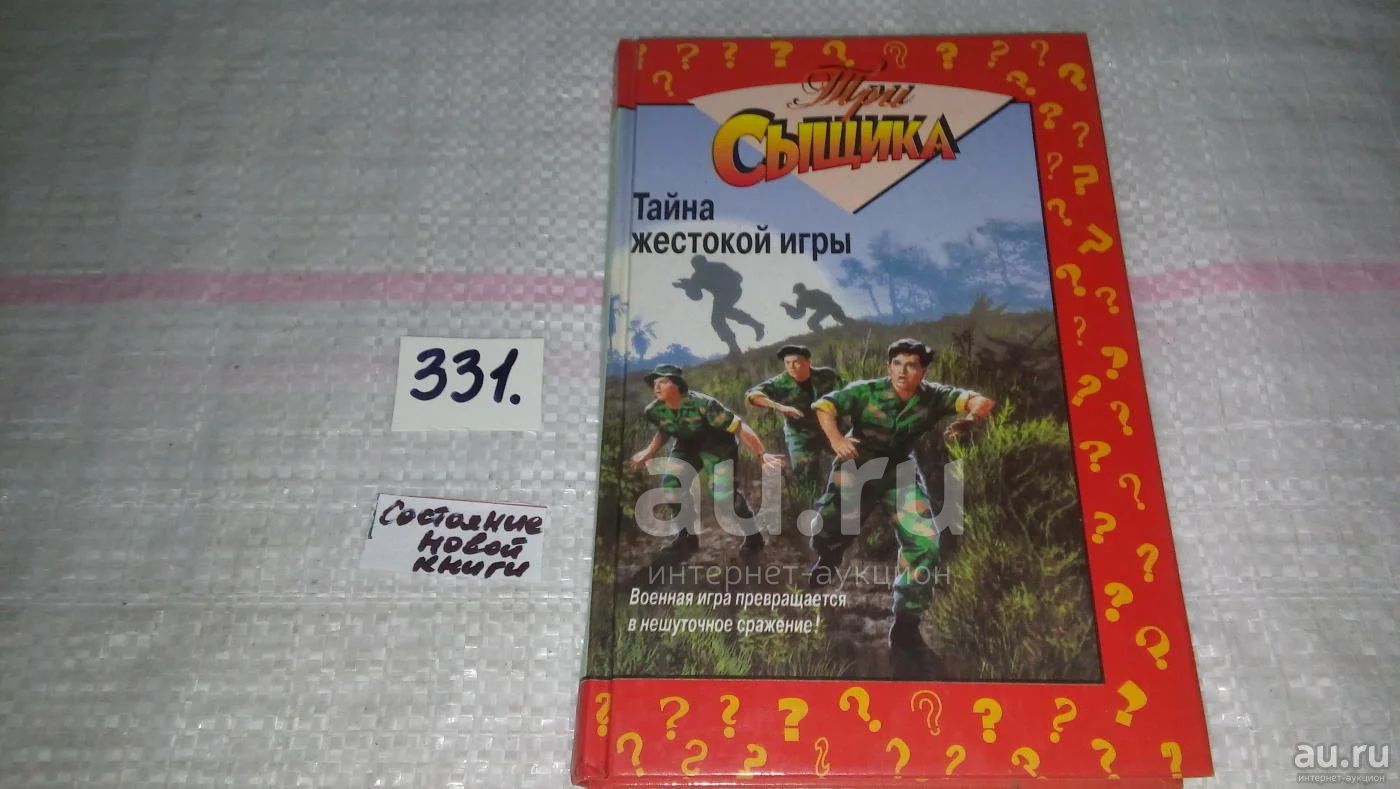 Три
Сыщика
Тайна
жестокой игры
331.
Состояние
новой
книги
au.ru
интернет-аукцион
Военная игра превращается
в нешуточное сражение!
au.ru
интернет-аукцион